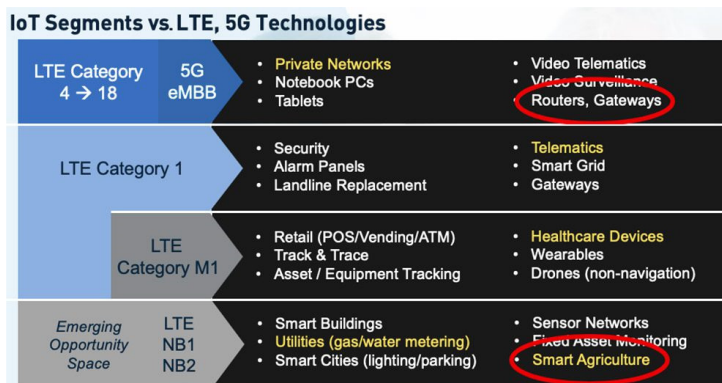 IoT Segments vs. LTE, 5G Technologies
LTE Category
4 → 18
5G
eMBB
• Private Networks
• Notebook PCs
• Tablets
• Video Telematics
• Video Surveillance
• Routers, Gateways
LTE Category 1
• Security
• Alarm Panels
• Landline Replacement
• Telematics
• Smart Grid
• Gateways
LTE
Category M1
• Retail (POS/Vending/ATM)
• Track & Trace
• Asset / Equipment Tracking
• Healthcare Devices
• Wearables
• Drones (non-navigation)
Emerging
Opportunity
Space
LTE
NB1
NB2
• Smart Buildings
• Utilities (gas/water metering)
• Smart Cities (lighting/parking)
• Sensor Networks
• Fixed Asset Monitoring
• Smart Agriculture